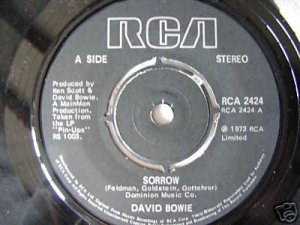 RCA
A SIDE
STEREO
Produced by
Ken Scott &
David Bowie,
A MainMan
Production,
Taken from
the LP
"Pin-Ups"
RS 1003.
RCA 2424
RCA 2424 A
℗ 1973 RCA
Limited
SORROW
(Feldman, Goldstein, Gottehrer)
Dominion Music Co.
DAVID BOWIE